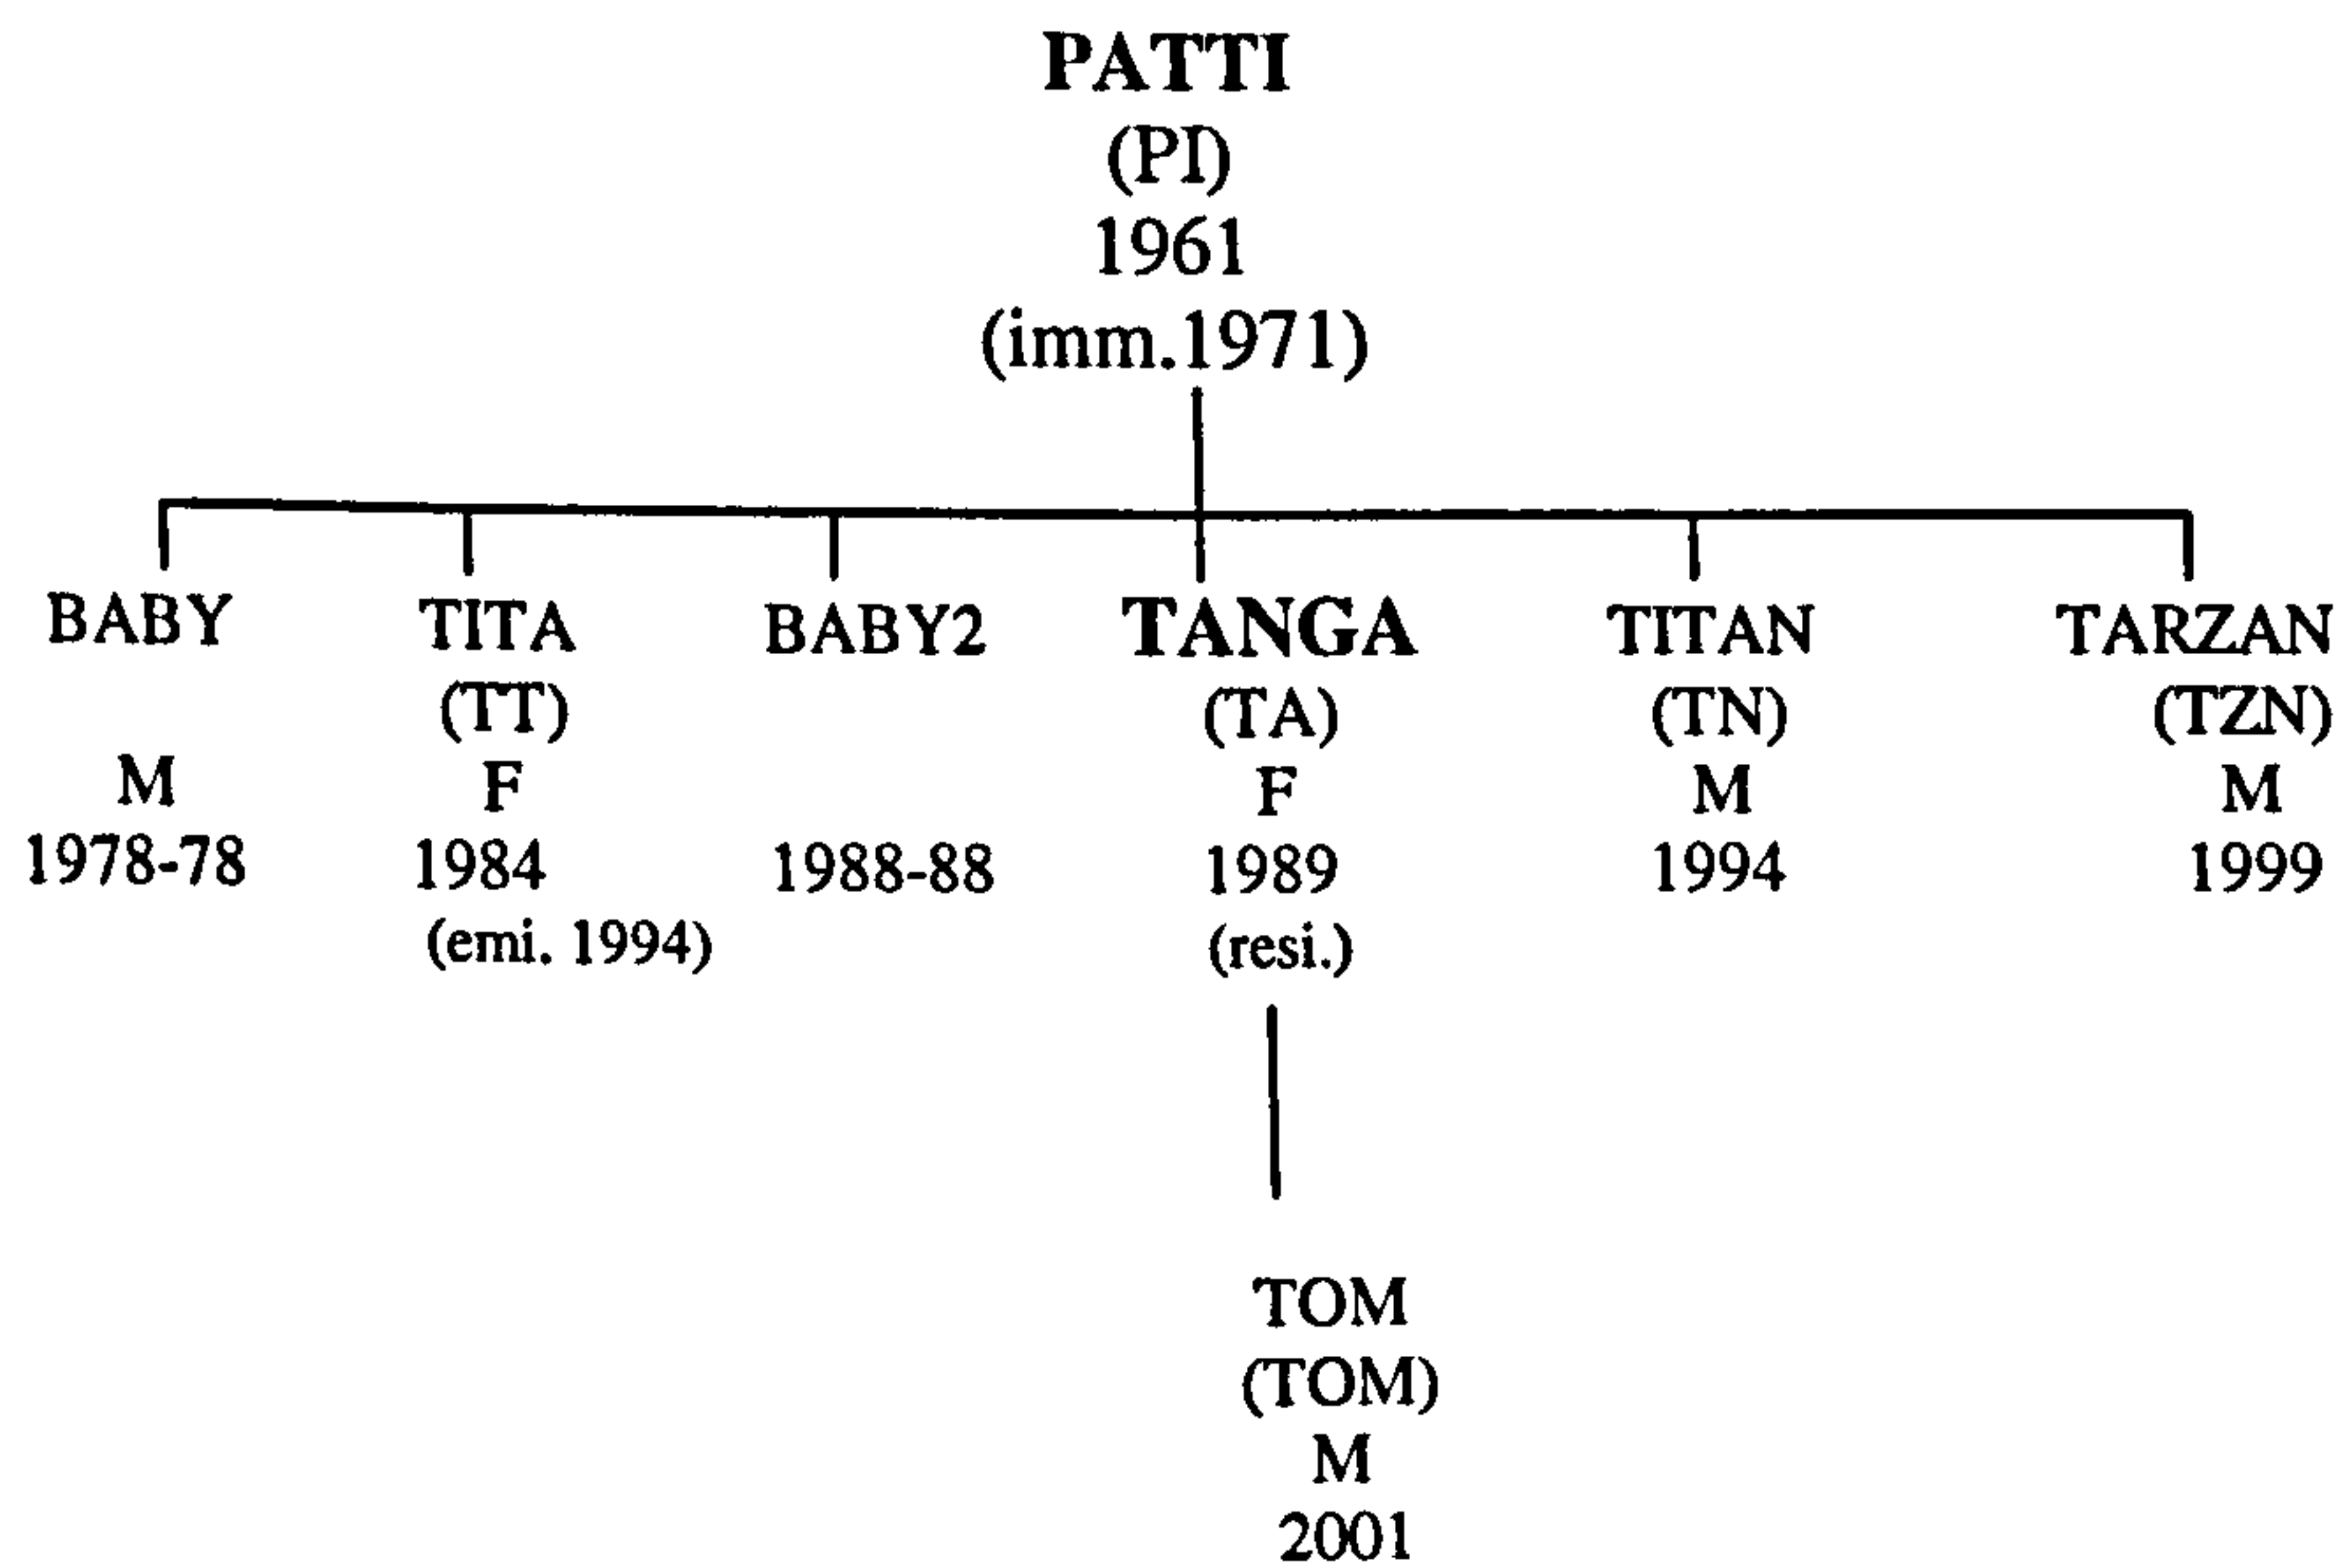 PATTI
(PI)
1961
(imm.1971)
BABY TITA BABY2 TANGA TITAN TARZAN
(TT) (TA) (TN) (TZN)
M F F M M
1978-78 1984 1988-88 1989 1994 1999
(emi. 1994) (resi.)
TOM
(TOM)
M
2001